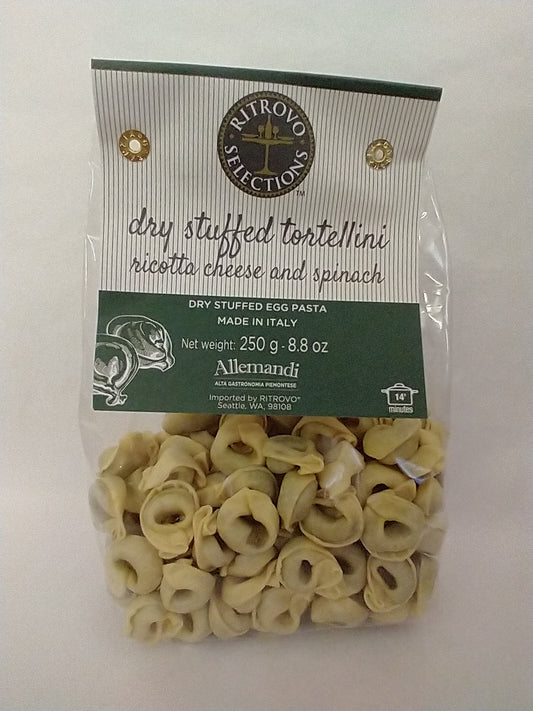 RITROVO
SELECTIONS
TM
dry stuffed tortellini
ricotta cheese and spinach
DRY STUFFED EGG PASTA
MADE IN ITALY
Net weight: 250 g - 8.8 oz
Allemandi
ALTA GASTRONOMIA PIEMONTESE
Imported by RITROVO®
Seattle, WA, 98108
14'
minutes